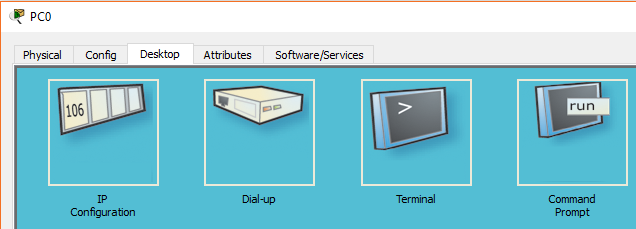 PC0
Physical Config Desktop Attributes Software/Services
106
>
run
IP
Configuration
Dial-up
Terminal
Command
Prompt